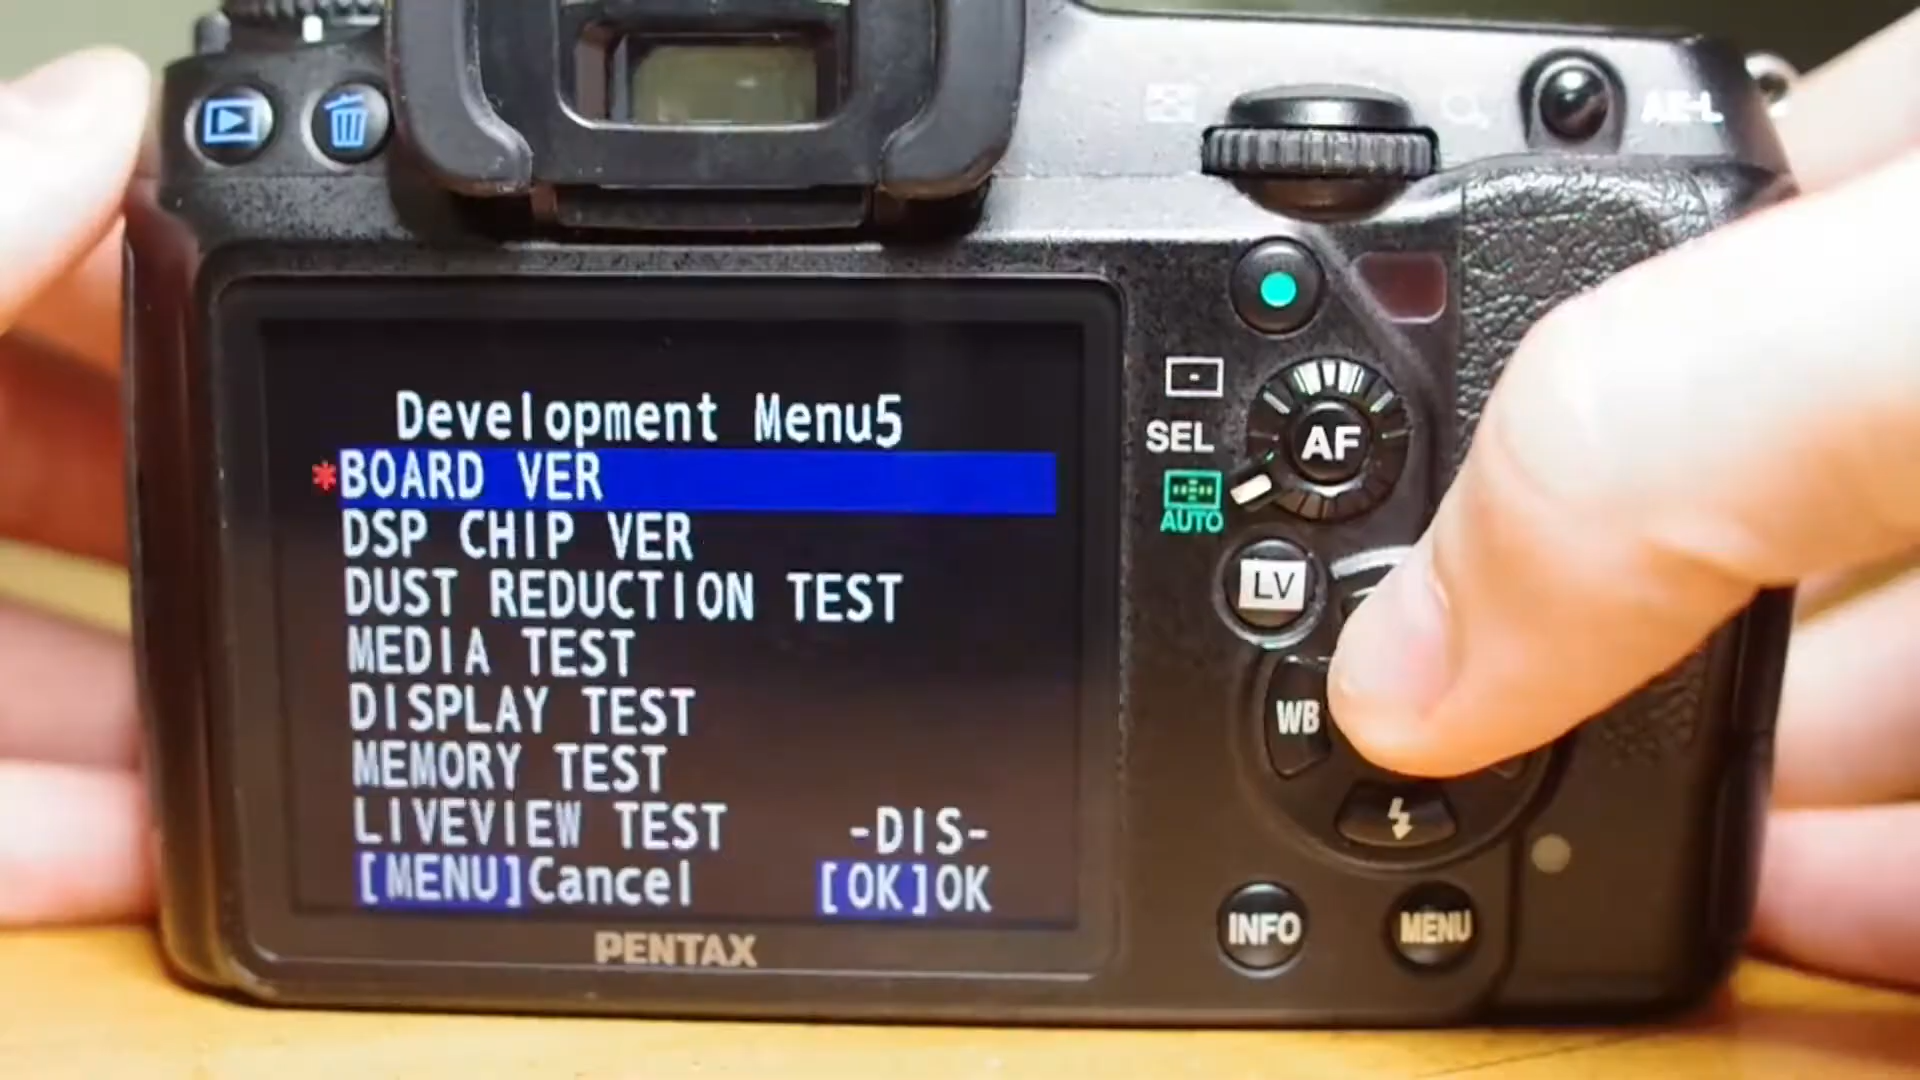 AE-L
Development Menu5
*BOARD VER
DSP CHIP VER
DUST REDUCTION TEST
MEDIA TEST
DISPLAY TEST
MEMORY TEST
LIVEVIEW TEST -DIS-
[MENU]Cancel [OK]OK
PENTAX
SEL
AF
AUTO
LV
WB
INFO
MENU